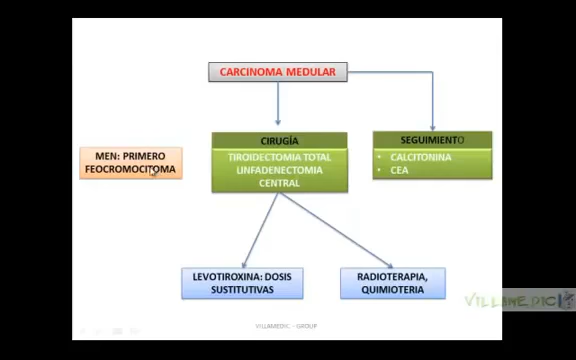 CARCINOMA MEDULAR
MEN: PRIMERO
FEOCROMOCITOMA
CIRUGÍA
TIROIDECTOMIA TOTAL
LINFADENECTOMIA
CENTRAL
SEGUIMIENTO
• CALCITONINA
• CEA
LEVOTIROXINA: DOSIS
SUSTITUTIVAS
RADIOTERAPIA,
QUIMIOTERIA
VILLAMEDIC
VILLAMEDIC - GROUP